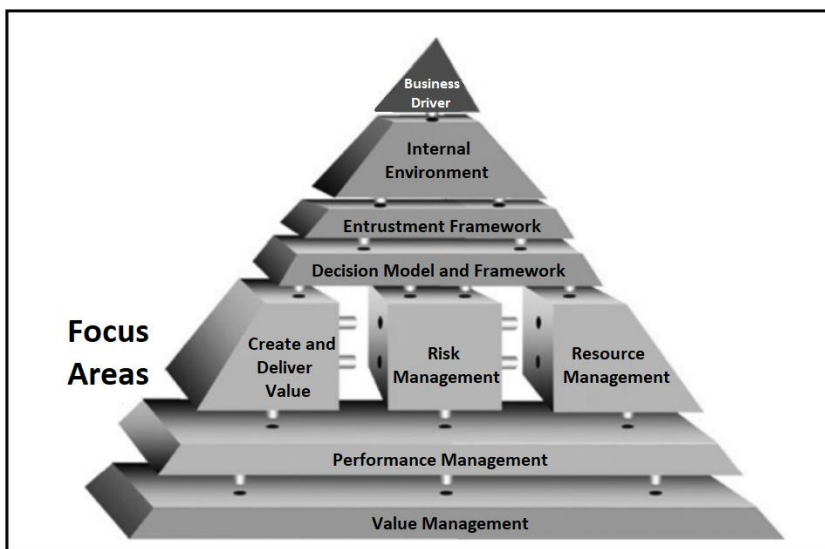 Business
Driver
Internal
Environment
Entrustment Framework
Decision Model and Framework
Focus
Areas
Create and
Deliver
Value
Risk
Management
Resource
Management
Performance Management
Value Management